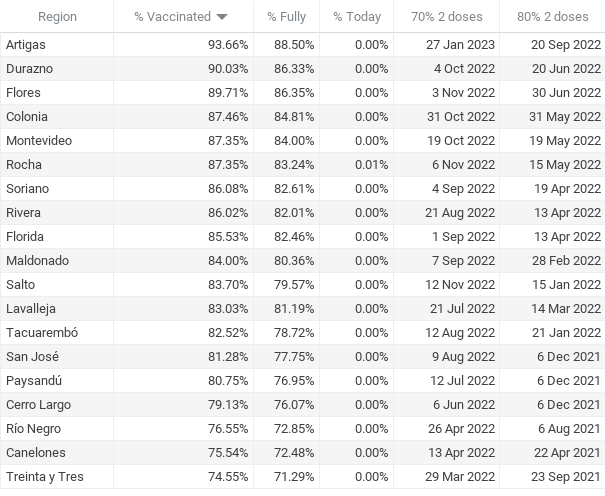 Region % Vaccinated % Fully % Today 70% 2 doses 80% 2 doses
Artigas 93.66% 88.50% 0.00% 27 Jan 2023 20 Sep 2022
Durazno 90.03% 86.33% 0.00% 4 Oct 2022 20 Jun 2022
Flores 89.71% 86.35% 0.00% 3 Nov 2022 30 Jun 2022
Colonia 87.46% 84.81% 0.00% 31 Oct 2022 31 May 2022
Montevideo 87.35% 84.00% 0.00% 19 Oct 2022 19 May 2022
Rocha 87.35% 83.24% 0.01% 6 Nov 2022 15 May 2022
Soriano 86.08% 82.61% 0.00% 4 Sep 2022 19 Apr 2022
Rivera 86.02% 82.01% 0.00% 21 Aug 2022 13 Apr 2022
Florida 85.53% 82.46% 0.00% 1 Sep 2022 13 Apr 2022
Maldonado 84.00% 80.36% 0.00% 7 Sep 2022 28 Feb 2022
Salto 83.70% 79.57% 0.00% 12 Nov 2022 15 Jan 2022
Lavalleja 83.03% 81.19% 0.00% 21 Jul 2022 14 Mar 2022
Tacuarembó 82.52% 78.72% 0.00% 12 Aug 2022 21 Jan 2022
San José 81.28% 77.75% 0.00% 9 Aug 2022 6 Dec 2021
Paysandú 80.75% 76.95% 0.00% 12 Jul 2022 6 Dec 2021
Cerro Largo 79.13% 76.07% 0.00% 6 Jun 2022 6 Dec 2021
Río Negro 76.55% 72.85% 0.00% 26 Apr 2022 6 Aug 2021
Canelones 75.54% 72.48% 0.00% 13 Apr 2022 22 Apr 2021
Treinta y Tres 74.55% 71.29% 0.00% 29 Mar 2022 23 Sep 2021